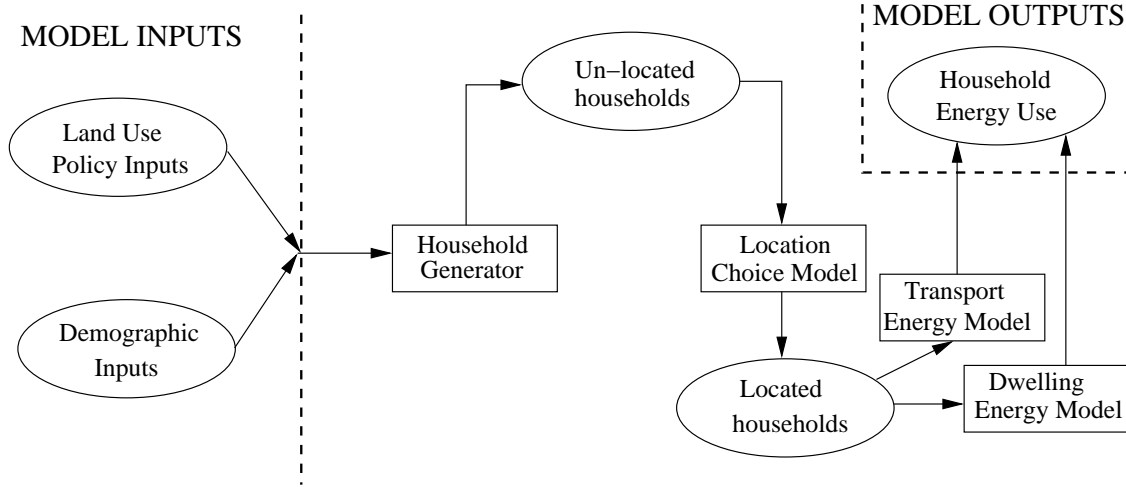 MODEL INPUTS
Land Use
Policy Inputs
Demographic
Inputs
Household
Generator
Un−located
households
Location
Choice Model
Located
households
Transport
Energy Model
Dwelling
Energy Model
MODEL OUTPUTS
Household
Energy Use